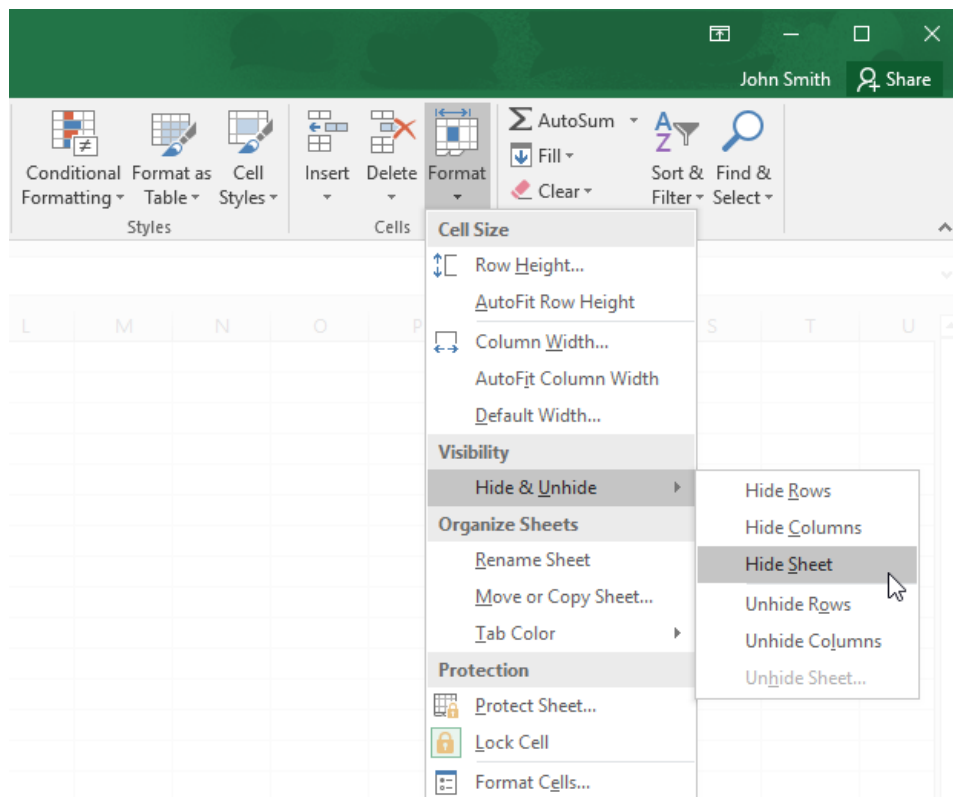 John Smith
Share
Conditional Formatting
Format as Table
Cell Styles
Styles
Insert
Delete
Format
Cells
AutoSum
Fill
Clear
Sort & Filter
Find & Select
L M N O P S T U
Cell Size
Row Height...
AutoFit Row Height
Column Width...
AutoFit Column Width
Default Width...
Visibility
Hide & Unhide
Organize Sheets
Rename Sheet
Move or Copy Sheet...
Tab Color
Protection
Protect Sheet...
Lock Cell
Format Cells...
Hide Rows
Hide Columns
Hide Sheet
Unhide Rows
Unhide Columns
Unhide Sheet...